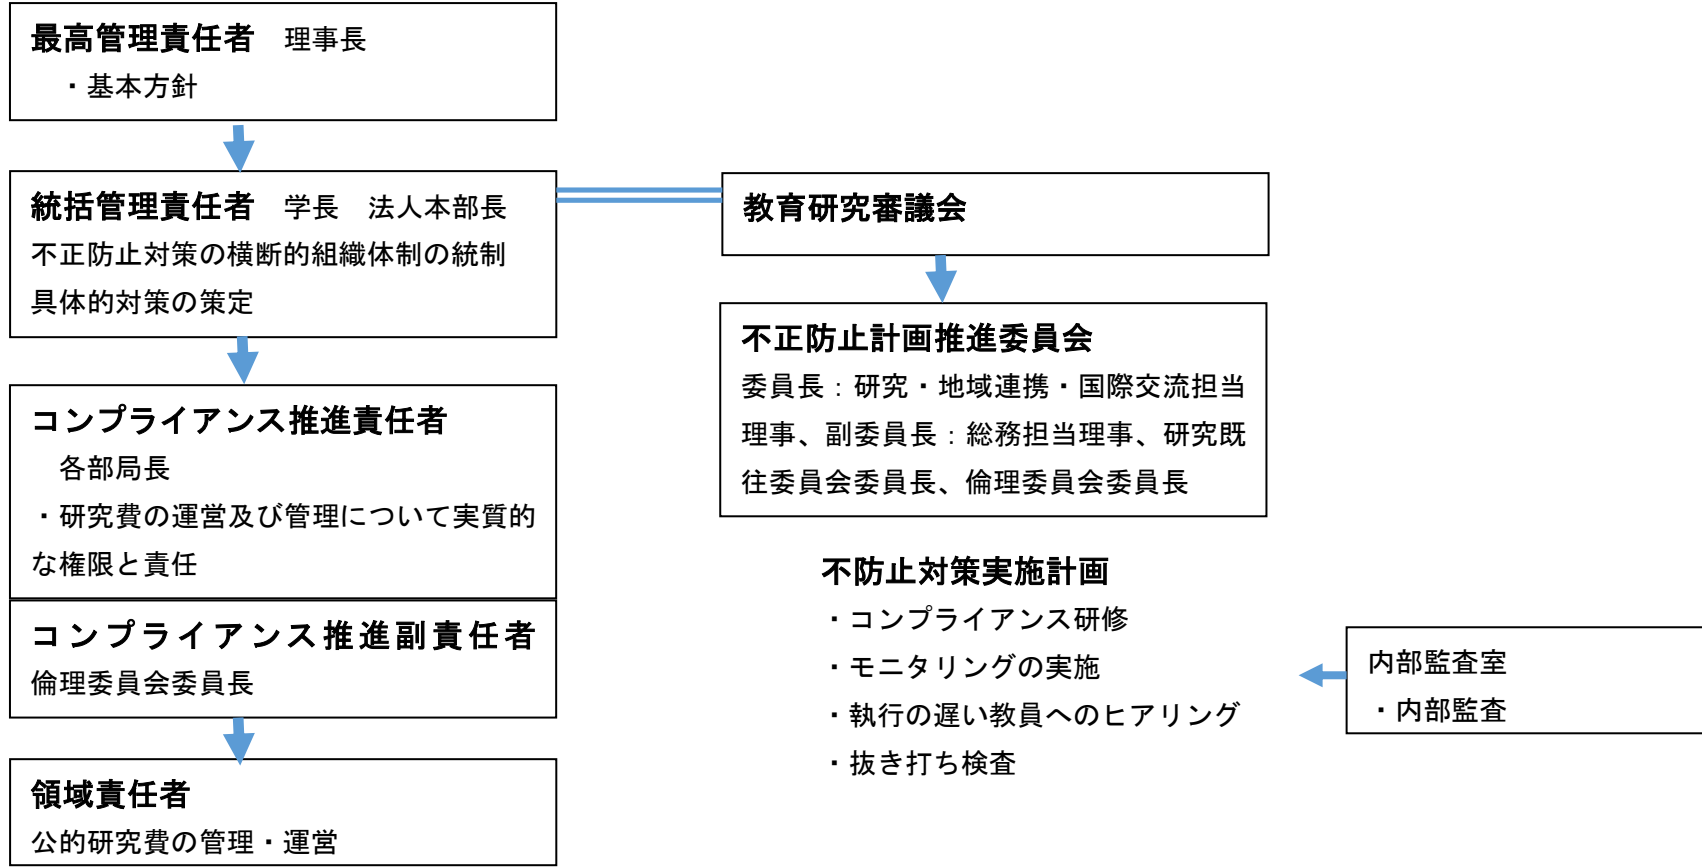 最高管理責任者　理事長
・基本方針
統括管理責任者　学長　法人本部長
不正防止対策の横断的組織体制の統制
具体的対策の策定
コンプライアンス推進責任者
各部局長
・研究費の運営及び管理について実質的
な権限と責任
コンプライアンス推進副責任者
倫理委員会委員長
領域責任者
公的研究費の管理・運営
教育研究審議会
不正防止計画推進委員会
委員長：研究・地域連携・国際交流担当
理事、副委員長：総務担当理事、研究既
往委員会委員長、倫理委員会委員長
不防止対策実施計画
・コンプライアンス研修
・モニタリングの実施
・執行の遅い教員へのヒアリング
・抜き打ち検査
内部監査室
・内部監査